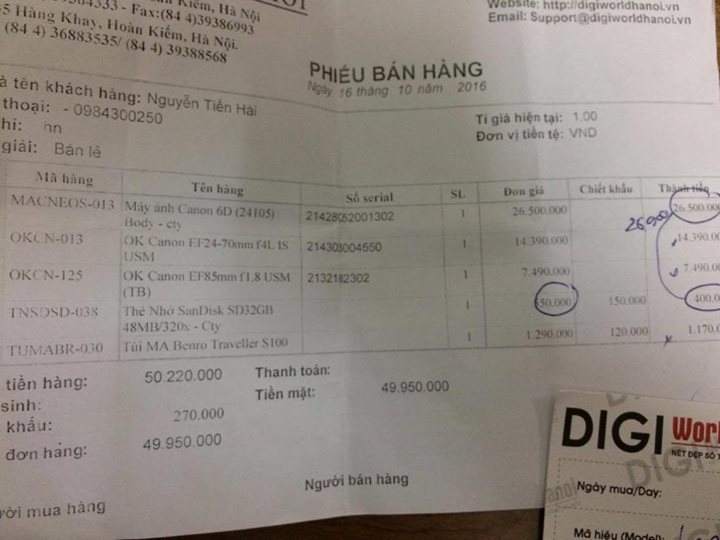 Kiếm, Hà Nội
- Fax:(84 4)39386993
5 Hàng Khay, Hoàn Kiếm, Hà Nội.
(84 4) 36883535/ (84 4) 39388568
Website: http://digiworldhanoi.vn
Email: Support@digiworldhanoi.vn
PHIẾU BÁN HÀNG
Ngày 16 tháng 10 năm 2016
à tên khách hàng: Nguyễn Tiến Hải
thoại: - 0984300250
hỉ: hn
giải: Bán lẻ
Tỉ giá hiện tại: 1.00
Đơn vị tiền tệ: VND
Mã hàng Tên hàng Số serial SL Đơn giá Chiết khấu Thành tiền
MACNEOS-013 Máy ảnh Canon 6D (24105) Body - cty 21428052001302 1 26.500.000 26.500.000
OKCN-013 OK Canon EF24-70mm f4L IS USM 1 14.390.000 14.390.000
OKCN-125 OK Canon EF85mm f1.8 USM (TB) 1 7.490.000 7.490.00
TNSDSD-038 Thẻ Nhớ SanDisk SD32GB 48MB/320x - Cty 1 550.000 150.000 400.0
TUMABR-030 Túi MA Benro Traveller S100 1 1.290.000 120.000 1.170.0
tiền hàng: 50.220.000 Thanh toán:
sinh: Tiền mặt: 49.950.000
khấu: 270.000
đơn hàng: 49.950.000
Người bán hàng
ười mua hàng
DIGI Worl
NÉT ĐẸP SỐ
Ngày mua/Day:
Mã hiệu (Model):